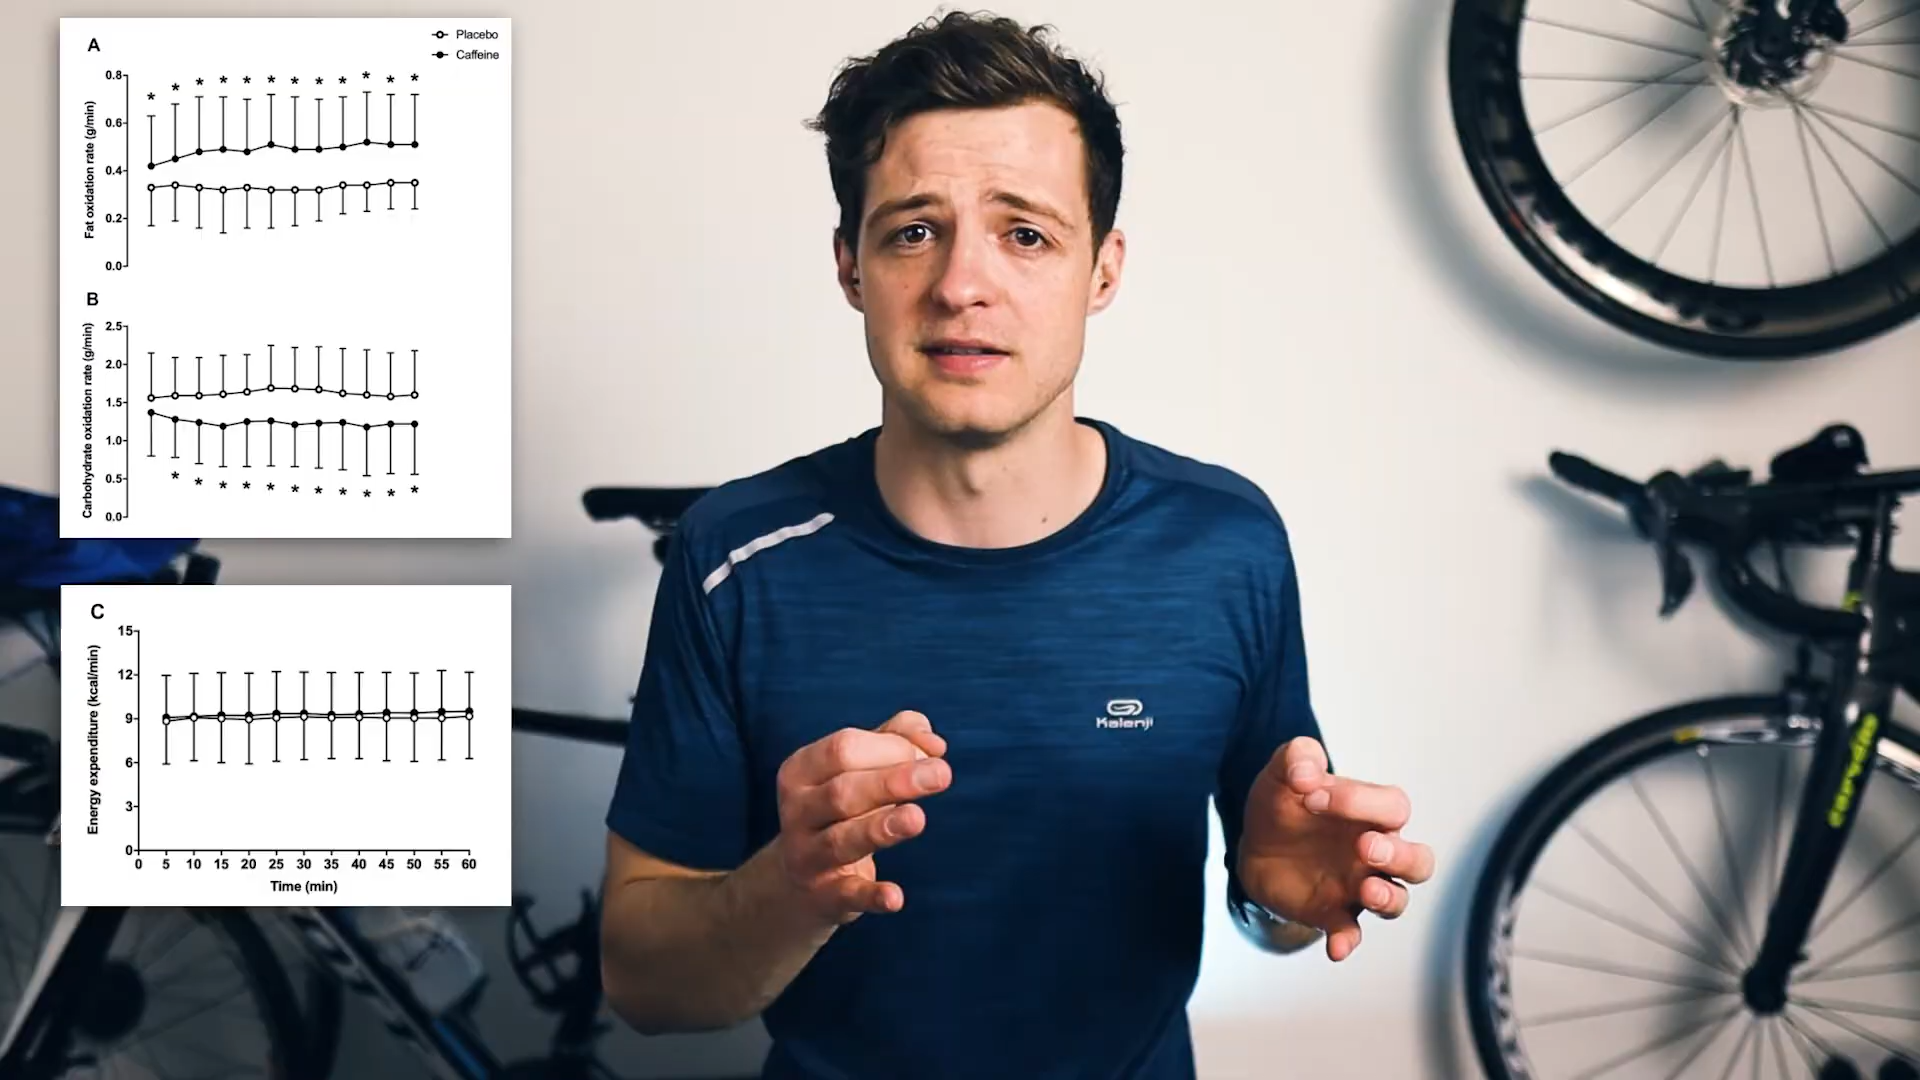 A
Placebo
Caffeine
0.8
0.6
0.4
0.2
0.0
Fat oxidation rate (g/min)
* * * * * * * * * * * *
B
2.5
2.0
1.5
1.0
0.5
0.0
Carbohydrate oxidation rate (g/min)
* * * * * * * * * * *
C
15
12
9
6
3
0
Energy expenditure (kcal/min)
0 5 10 15 20 25 30 35 40 45 50 55 60
Time (min)
Kalenji